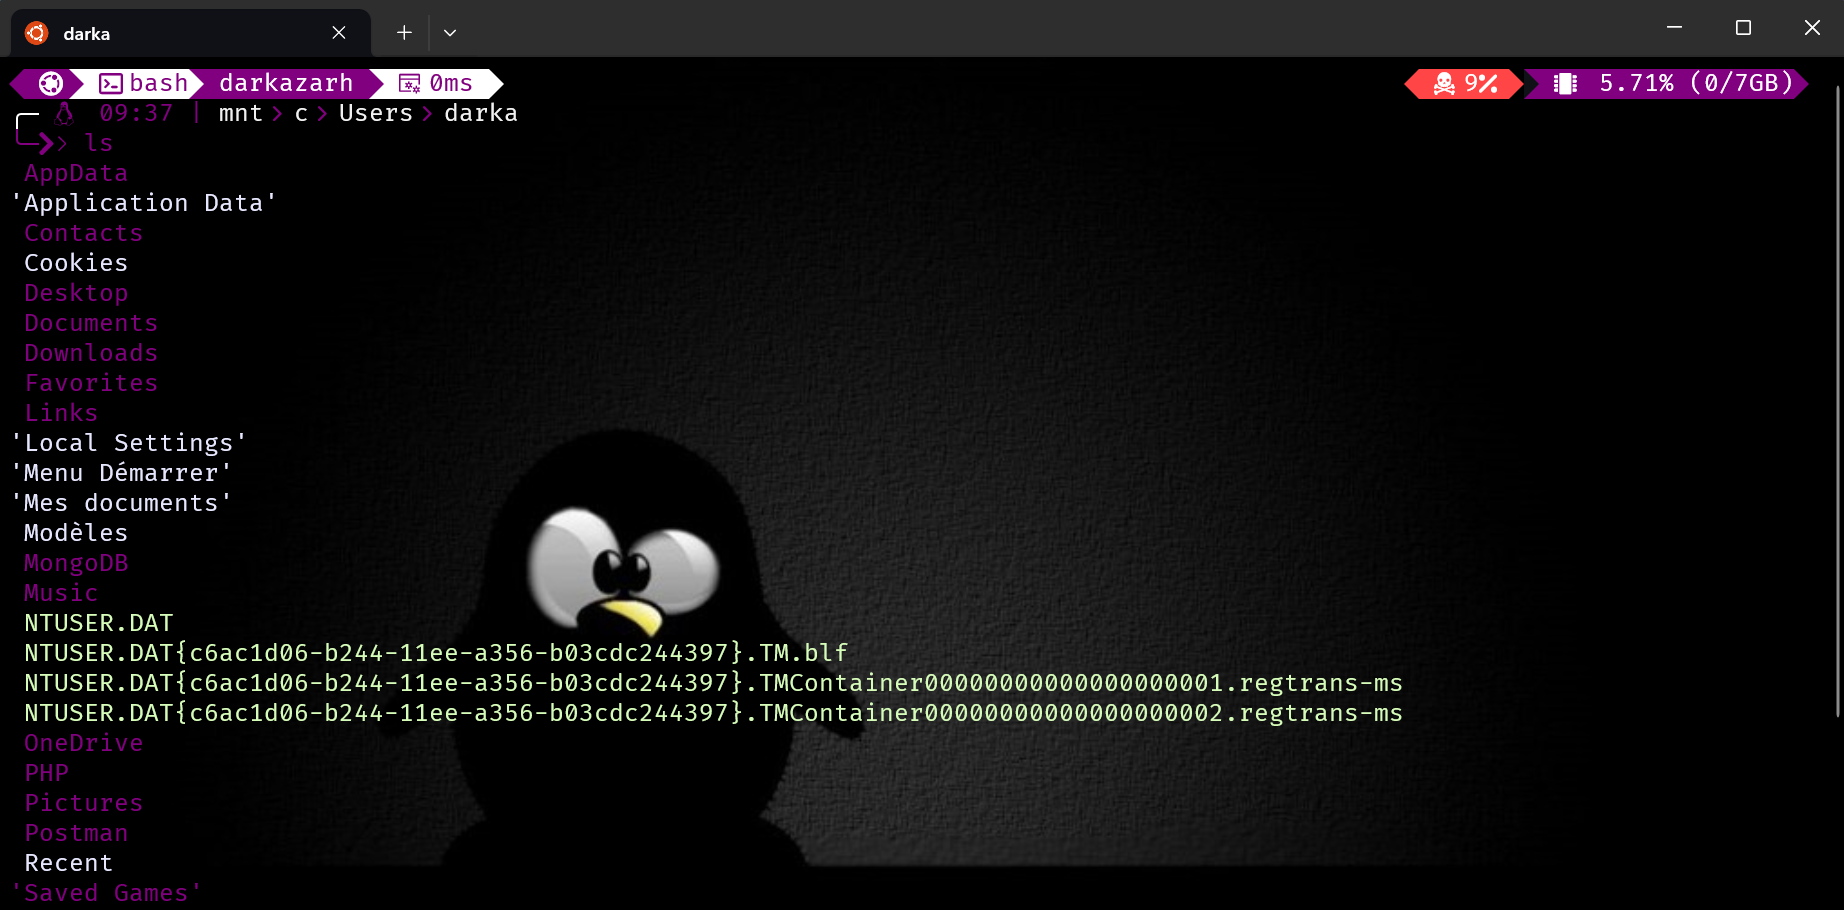 darka
bash darkazarh 0ms 9% 5.71% (0/7GB)
09:37 | mnt > c > Users > darka
> ls
AppData
'Application Data'
Contacts
Cookies
Desktop
Documents
Downloads
Favorites
Links
'Local Settings'
'Menu Démarrer'
'Mes documents'
Modèles
MongoDB
Music
NTUSER.DAT
NTUSER.DAT{c6ac1d06-b244-11ee-a356-b03cdc244397}.TM.blf
NTUSER.DAT{c6ac1d06-b244-11ee-a356-b03cdc244397}.TMContainer00000000000000000001.regtrans-ms
NTUSER.DAT{c6ac1d06-b244-11ee-a356-b03cdc244397}.TMContainer00000000000000000002.regtrans-ms
OneDrive
PHP
Pictures
Postman
Recent
'Saved Games'